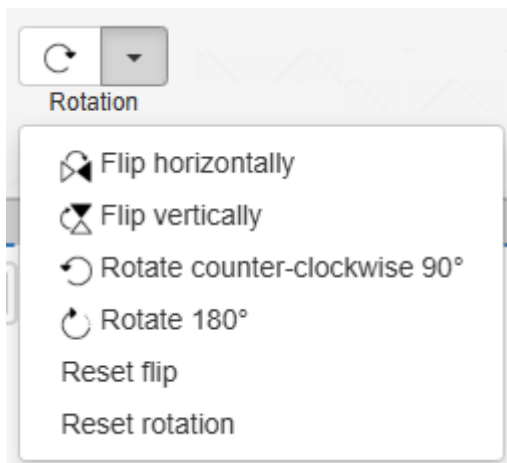 Rotation
Flip horizontally
Flip vertically
Rotate counter-clockwise 90°
Rotate 180°
Reset flip
Reset rotation